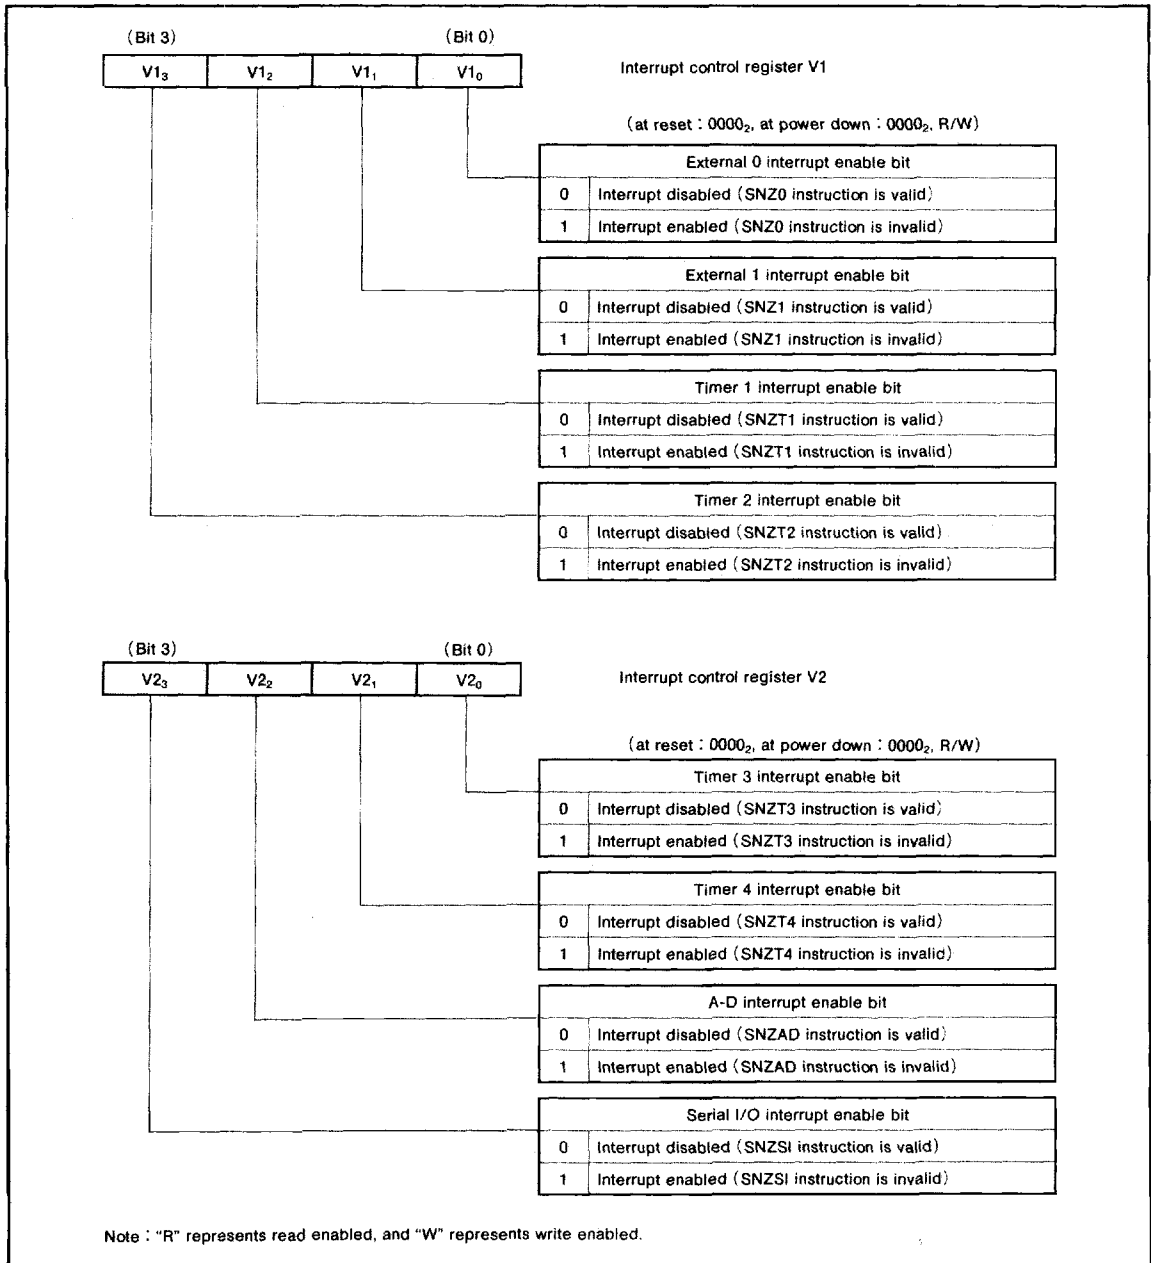 (Bit 3) (Bit 0)
V1₃ V1₂ V1₁ V1₀ Interrupt control register V1
(at reset : 0000₂, at power down : 0000₂, R/W)
External 0 interrupt enable bit
0 Interrupt disabled (SNZ0 instruction is valid)
1 Interrupt enabled (SNZ0 instruction is invalid)
External 1 interrupt enable bit
0 Interrupt disabled (SNZ1 instruction is valid)
1 Interrupt enabled (SNZ1 instruction is invalid)
Timer 1 interrupt enable bit
0 Interrupt disabled (SNZT1 instruction is valid)
1 Interrupt enabled (SNZT1 instruction is invalid)
Timer 2 interrupt enable bit
0 Interrupt disabled (SNZT2 instruction is valid)
1 Interrupt enabled (SNZT2 instruction is invalid)
(Bit 3) (Bit 0)
V2₃ V2₂ V2₁ V2₀ Interrupt control register V2
(at reset : 0000₂, at power down : 0000₂, R/W)
Timer 3 interrupt enable bit
0 Interrupt disabled (SNZT3 instruction is valid)
1 Interrupt enabled (SNZT3 instruction is invalid)
Timer 4 interrupt enable bit
0 Interrupt disabled (SNZT4 instruction is valid)
1 Interrupt enabled (SNZT4 instruction is invalid)
A-D interrupt enable bit
0 Interrupt disabled (SNZAD instruction is valid)
1 Interrupt enabled (SNZAD instruction is invalid)
Serial I/O interrupt enable bit
0 Interrupt disabled (SNZSI instruction is valid)
1 Interrupt enabled (SNZSI instruction is invalid)
Note : "R" represents read enabled, and "W" represents write enabled.